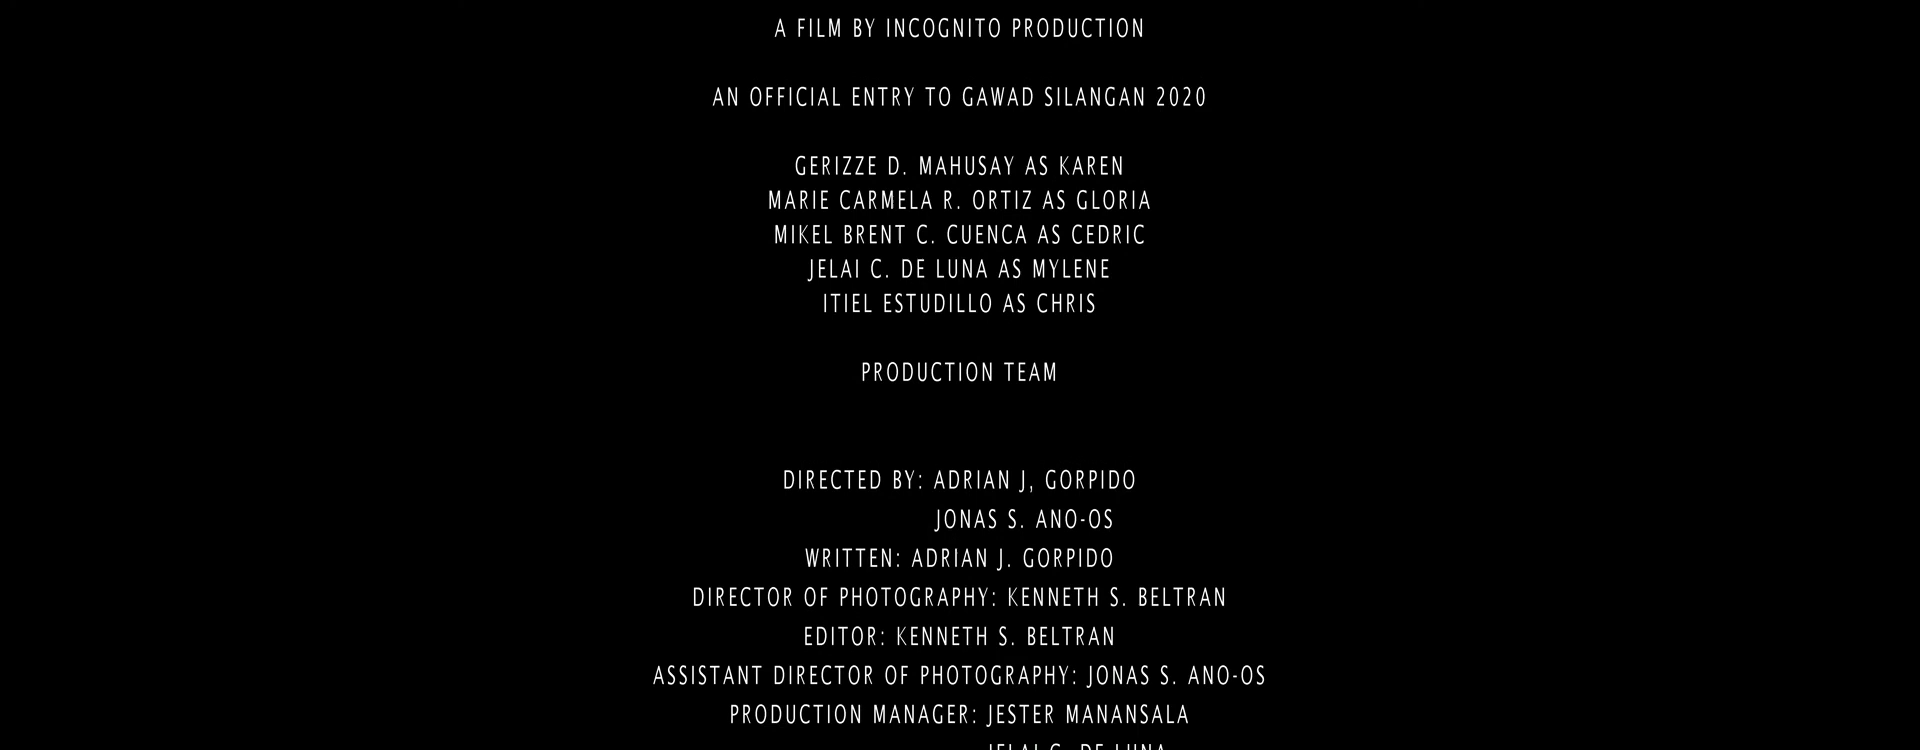 A FILM BY INCOGNITO PRODUCTION
AN OFFICIAL ENTRY TO GAWAD SILANGAN 2020
GERIZZE D. MAHUSAY AS KAREN
MARIE CARMELA R. ORTIZ AS GLORIA
MIKEL BRENT C. CUENCA AS CEDRIC
JELAI C. DE LUNA AS MYLENE
ITIEL ESTUDILLO AS CHRIS
PRODUCTION TEAM
DIRECTED BY: ADRIAN J, GORPIDO
JONAS S. ANO-OS
WRITTEN: ADRIAN J. GORPIDO
DIRECTOR OF PHOTOGRAPHY: KENNETH S. BELTRAN
EDITOR: KENNETH S. BELTRAN
ASSISTANT DIRECTOR OF PHOTOGRAPHY: JONAS S. ANO-OS
PRODUCTION MANAGER: JESTER MANANSALA
JELAI C. DE LUNA